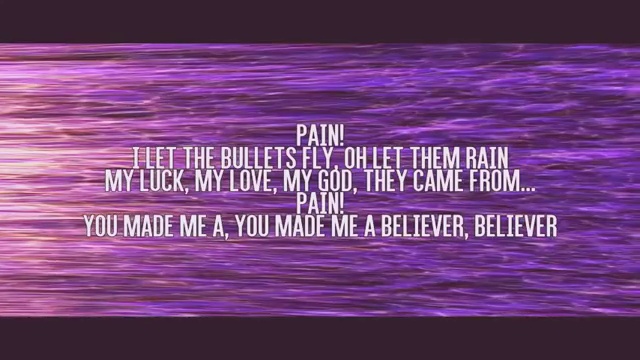 PAIN!
I LET THE BULLETS FLY, OH LET THEM RAIN
MY LUCK, MY LOVE, MY GOD, THEY CAME FROM...
PAIN!
YOU MADE ME A, YOU MADE ME A BELIEVER, BELIEVER